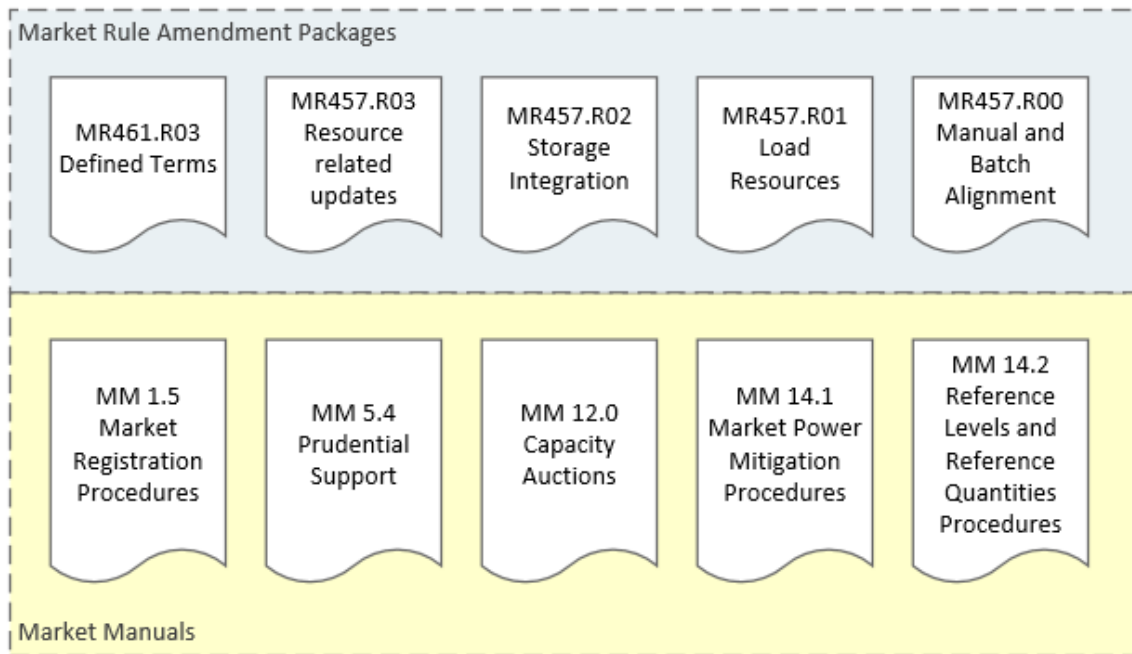 Market Rule Amendment Packages
MR461.R03
Defined Terms
MR457.R03
Resource
related
updates
MR457.R02
Storage
Integration
MR457.R01
Load
Resources
MR457.R00
Manual and
Batch
Alignment
MM 1.5
Market
Registration
Procedures
MM 5.4
Prudential
Support
MM 12.0
Capacity
Auctions
MM 14.1
Market Power
Mitigation
Procedures
MM 14.2
Reference
Levels and
Reference
Quantities
Procedures
Market Manuals